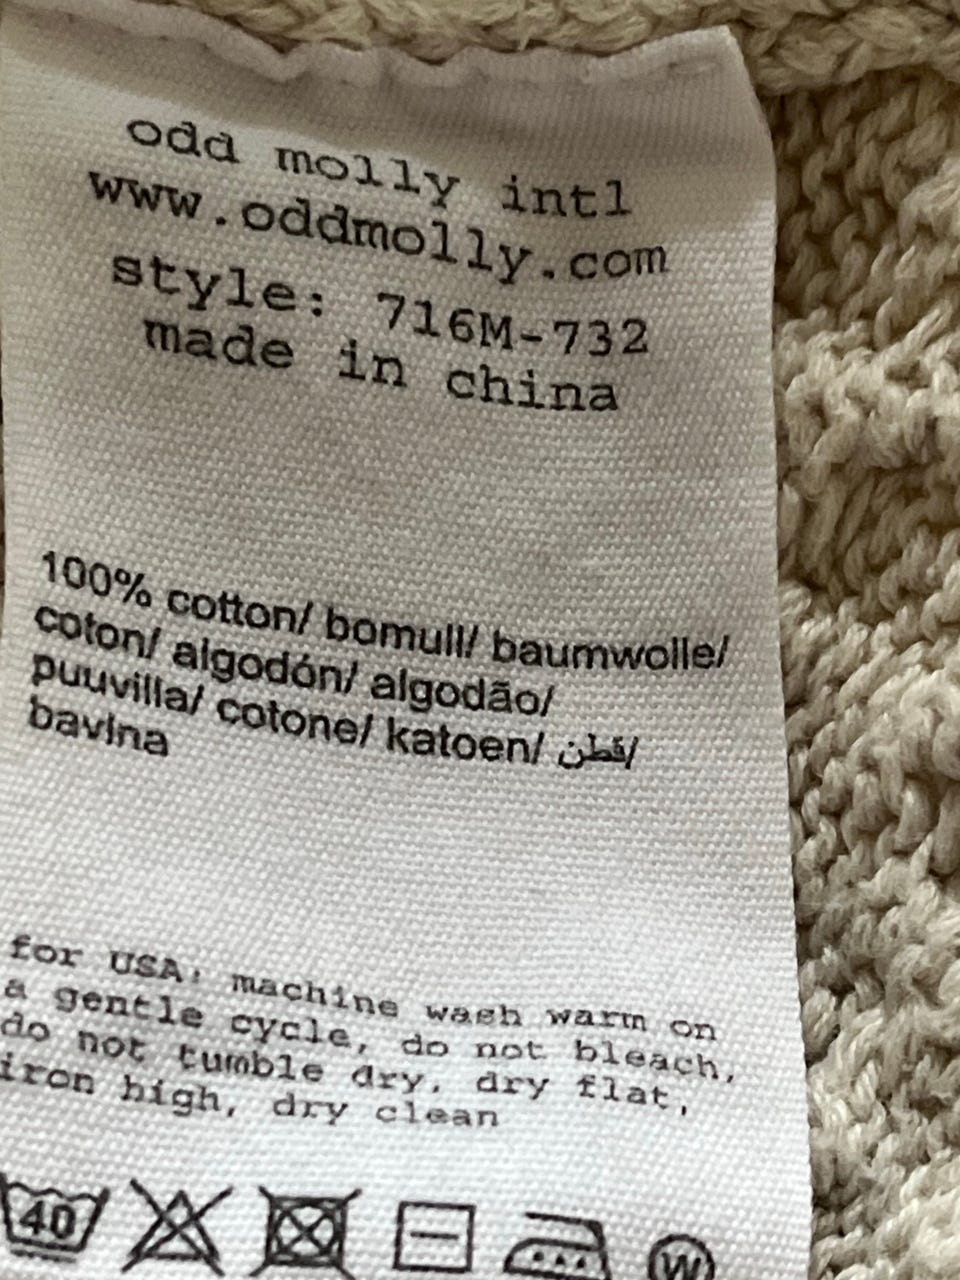 odd molly intl
www.oddmolly.com
style: 716M-732
made in china
100% cotton/ bomull/ baumwolle/
coton/ algodón/ algodão/
puuvilla/ cotone/ katoen/ قطن/
bavlna
for USA: machine wash warm on
a gentle cycle, do not bleach,
do not tumble dry, dry flat,
iron high, dry clean
40 W